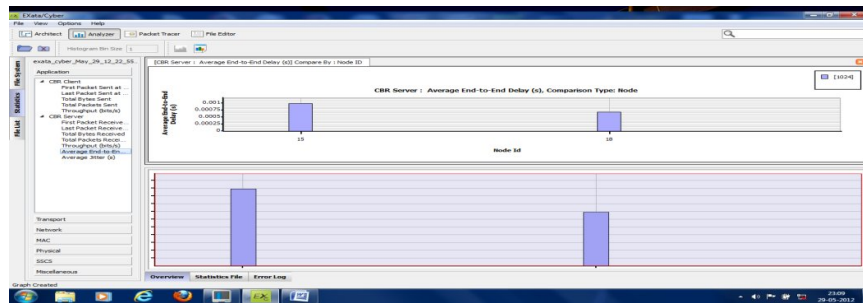 EXata/Cyber
File View Options Help
Architect Analyzer Packet Tracer File Editor
Histogram Bin Size
File System
Statistics
File List
exata_cyber_May_29_12_22_55.
Application
CBR Client
First Packet Sent at ...
Last Packet Sent at ...
Total Bytes Sent
Total Packets Sent
Throughput (bits/s)
CBR Server
First Packet Receive...
Last Packet Receive...
Total Bytes Received
Total Packets Recei...
Throughput (bits/s)
Average End-to-En...
Average Jitter (s)
Transport
Network
MAC
Physical
SSCS
Miscellaneous
[CBR Server : Average End-to-End Delay (s)] Compare By : Node ID
[1024]
CBR Server : Average End-to-End Delay (s), Comparison Type: Node
Average End-to-End
Delay (s)
0.001
0.00075
0.0005
0.00025
0
15 18
Node Id
Overview Statistics File Error Log
Graph Created
23:09
29-05-2012